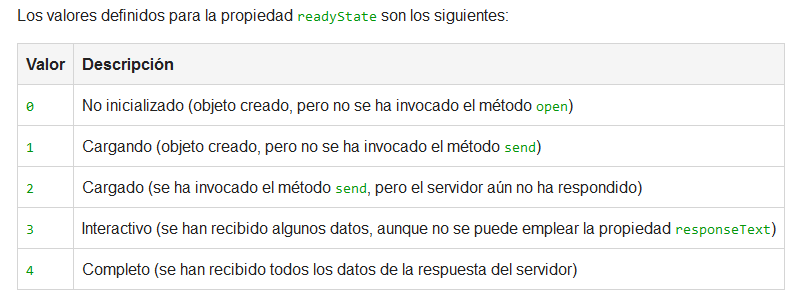 Los valores definidos para la propiedad readyState son los siguientes:
Valor Descripción
0 No inicializado (objeto creado, pero no se ha invocado el método open)
1 Cargando (objeto creado, pero no se ha invocado el método send)
2 Cargado (se ha invocado el método send, pero el servidor aún no ha respondido)
3 Interactivo (se han recibido algunos datos, aunque no se puede emplear la propiedad responseText)
4 Completo (se han recibido todos los datos de la respuesta del servidor)